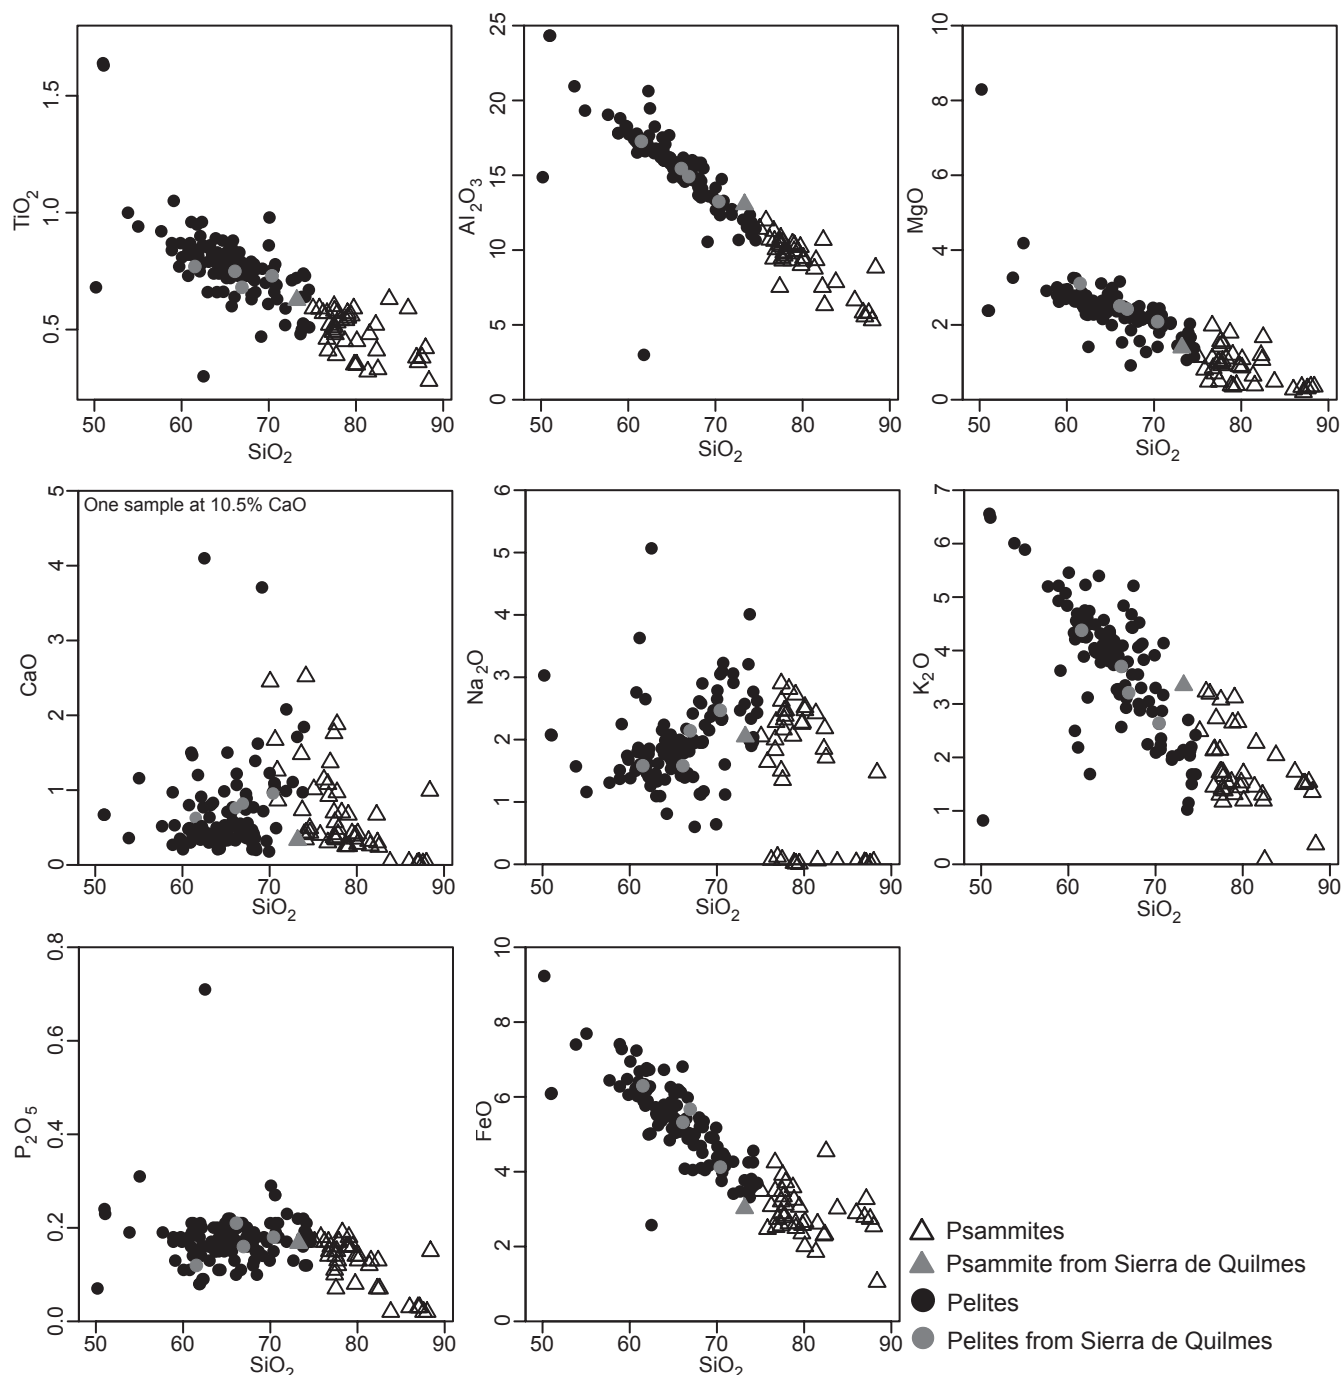 TiO2
1.5
1.0
0.5
50 60 70 80 90
SiO2
Al2O3
25
20
15
10
5
0
50 60 70 80 90
SiO2
MgO
10
8
6
4
2
0
50 60 70 80 90
SiO2
One sample at 10.5% CaO
CaO
5
4
3
2
1
0
50 60 70 80 90
SiO2
Na2O
6
5
4
3
2
1
0
50 60 70 80 90
SiO2
K2O
7
6
5
4
3
2
1
0
50 60 70 80 90
SiO2
P2O5
0.8
0.6
0.4
0.2
0.0
50 60 70 80 90
SiO2
FeO
10
8
6
4
2
0
50 60 70 80 90
SiO2
Psammites
Psammite from Sierra de Quilmes
Pelites
Pelites from Sierra de Quilmes